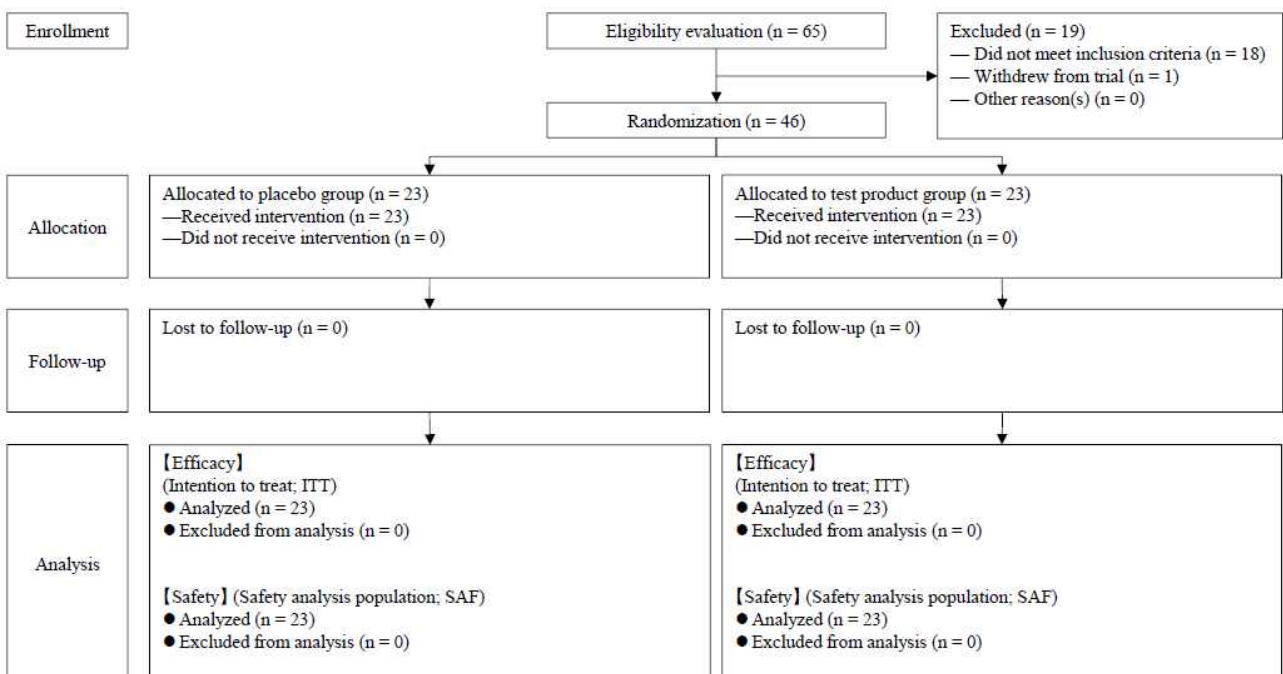 Enrollment
Eligibility evaluation (n = 65)
Excluded (n = 19)
— Did not meet inclusion criteria (n = 18)
— Withdrew from trial (n = 1)
— Other reason(s) (n = 0)
Randomization (n = 46)
Allocation
Allocated to placebo group (n = 23)
—Received intervention (n = 23)
—Did not receive intervention (n = 0)
Allocated to test product group (n = 23)
—Received intervention (n = 23)
—Did not receive intervention (n = 0)
Follow-up
Lost to follow-up (n = 0)
Lost to follow-up (n = 0)
Analysis
【Efficacy】
(Intention to treat; ITT)
● Analyzed (n = 23)
● Excluded from analysis (n = 0)
【Safety】 (Safety analysis population; SAF)
● Analyzed (n = 23)
● Excluded from analysis (n = 0)
【Efficacy】
(Intention to treat; ITT)
● Analyzed (n = 23)
● Excluded from analysis (n = 0)
【Safety】 (Safety analysis population; SAF)
● Analyzed (n = 23)
● Excluded from analysis (n = 0)